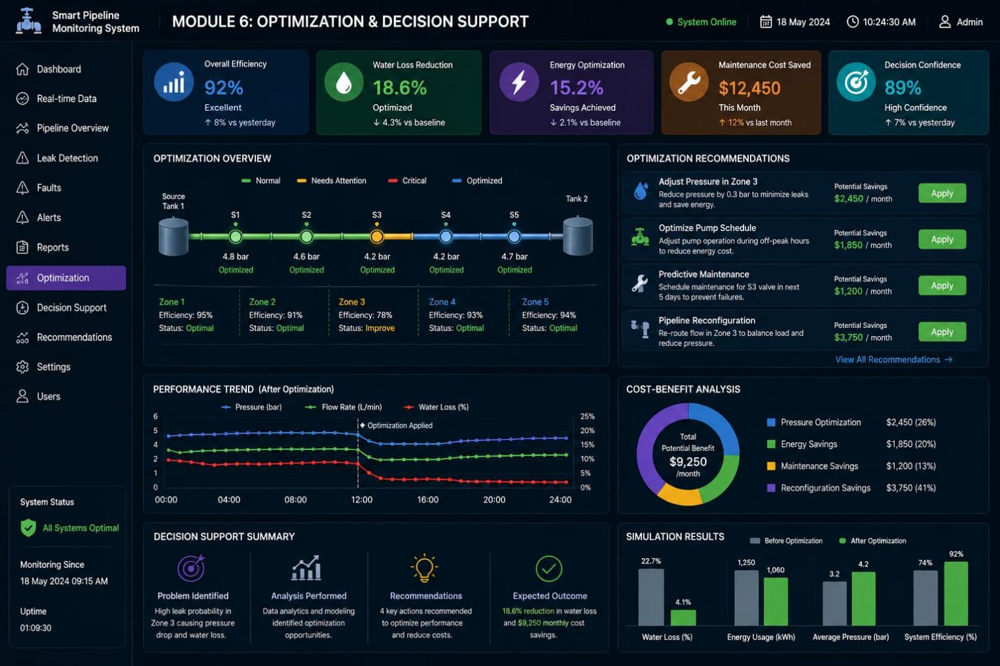 Smart Pipeline
Monitoring System
MODULE 6: OPTIMIZATION & DECISION SUPPORT
System Online
18 May 2024
10:24:30 AM
Admin
Dashboard
Real-time Data
Pipeline Overview
Leak Detection
Faults
Alerts
Reports
Optimization
Decision Support
Recommendations
Settings
Users
System Status
All Systems Optimal
Monitoring Since
18 May 2024 09:15 AM
Uptime
01:09:30
Overall Efficiency
92%
Excellent
↑ 8% vs yesterday
Water Loss Reduction
18.6%
Optimized
↓ 4.3% vs baseline
Energy Optimization
15.2%
Savings Achieved
↓ 2.1% vs baseline
Maintenance Cost Saved
$12,450
This Month
↑ 12% vs last month
Decision Confidence
89%
High Confidence
↑ 7% vs yesterday
OPTIMIZATION OVERVIEW
Normal
Needs Attention
Critical
Optimized
Source
Tank 1
Tank 2
S1
S2
S3
S4
S5
4.8 bar
4.6 bar
4.2 bar
4.2 bar
4.7 bar
Optimized
Optimized
Optimized
Optimized
Optimized
Zone 1
Efficiency: 95%
Status: Optimal
Zone 2
Efficiency: 91%
Status: Optimal
Zone 3
Efficiency: 78%
Status: Improve
Zone 4
Efficiency: 93%
Status: Optimal
Zone 5
Efficiency: 94%
Status: Optimal
OPTIMIZATION RECOMMENDATIONS
Adjust Pressure in Zone 3
Reduce pressure by 0.3 bar to minimize leaks
and save energy.
Potential Savings
$2,450 / month
Apply
Optimize Pump Schedule
Adjust pump operation during off-peak hours
to reduce energy cost.
Potential Savings
$1,850 / month
Apply
Predictive Maintenance
Schedule maintenance for S3 valve in next
5 days to prevent failures.
Potential Savings
$1,200 / month
Apply
Pipeline Reconfiguration
Re-route flow in Zone 3 to balance load and
reduce pressure.
Potential Savings
$3,750 / month
Apply
View All Recommendations →
PERFORMANCE TREND (After Optimization)
Pressure (bar)
Flow Rate (L/min)
Water Loss (%)
Optimization Applied
6
5
4
2
1
0
25%
20%
15%
10%
5%
0%
00:00
04:00
08:00
12:00
16:00
20:00
24:00
COST-BENEFIT ANALYSIS
Total
Potential Benefit
$9,250
/month
Pressure Optimization $2,450 (26%)
Energy Savings $1,850 (20%)
Maintenance Savings $1,200 (13%)
Reconfiguration Savings $3,750 (41%)
DECISION SUPPORT SUMMARY
Problem Identified
High leak probability in
Zone 3 causing pressure
drop and water loss.
Analysis Performed
Data analytics and modeling
identified optimization
opportunities.
Recommendations
4 key actions recommended
to optimize performance
and reduce costs.
Expected Outcome
18.6% reduction in water loss
and $9,250 monthly cost
savings.
SIMULATION RESULTS
Before Optimization
After Optimization
22.7%
4.1%
1,250
1,060
3.2
4.2
74%
92%
Water Loss (%)
Energy Usage (kWh)
Average Pressure (bar)
System Efficiency (%)